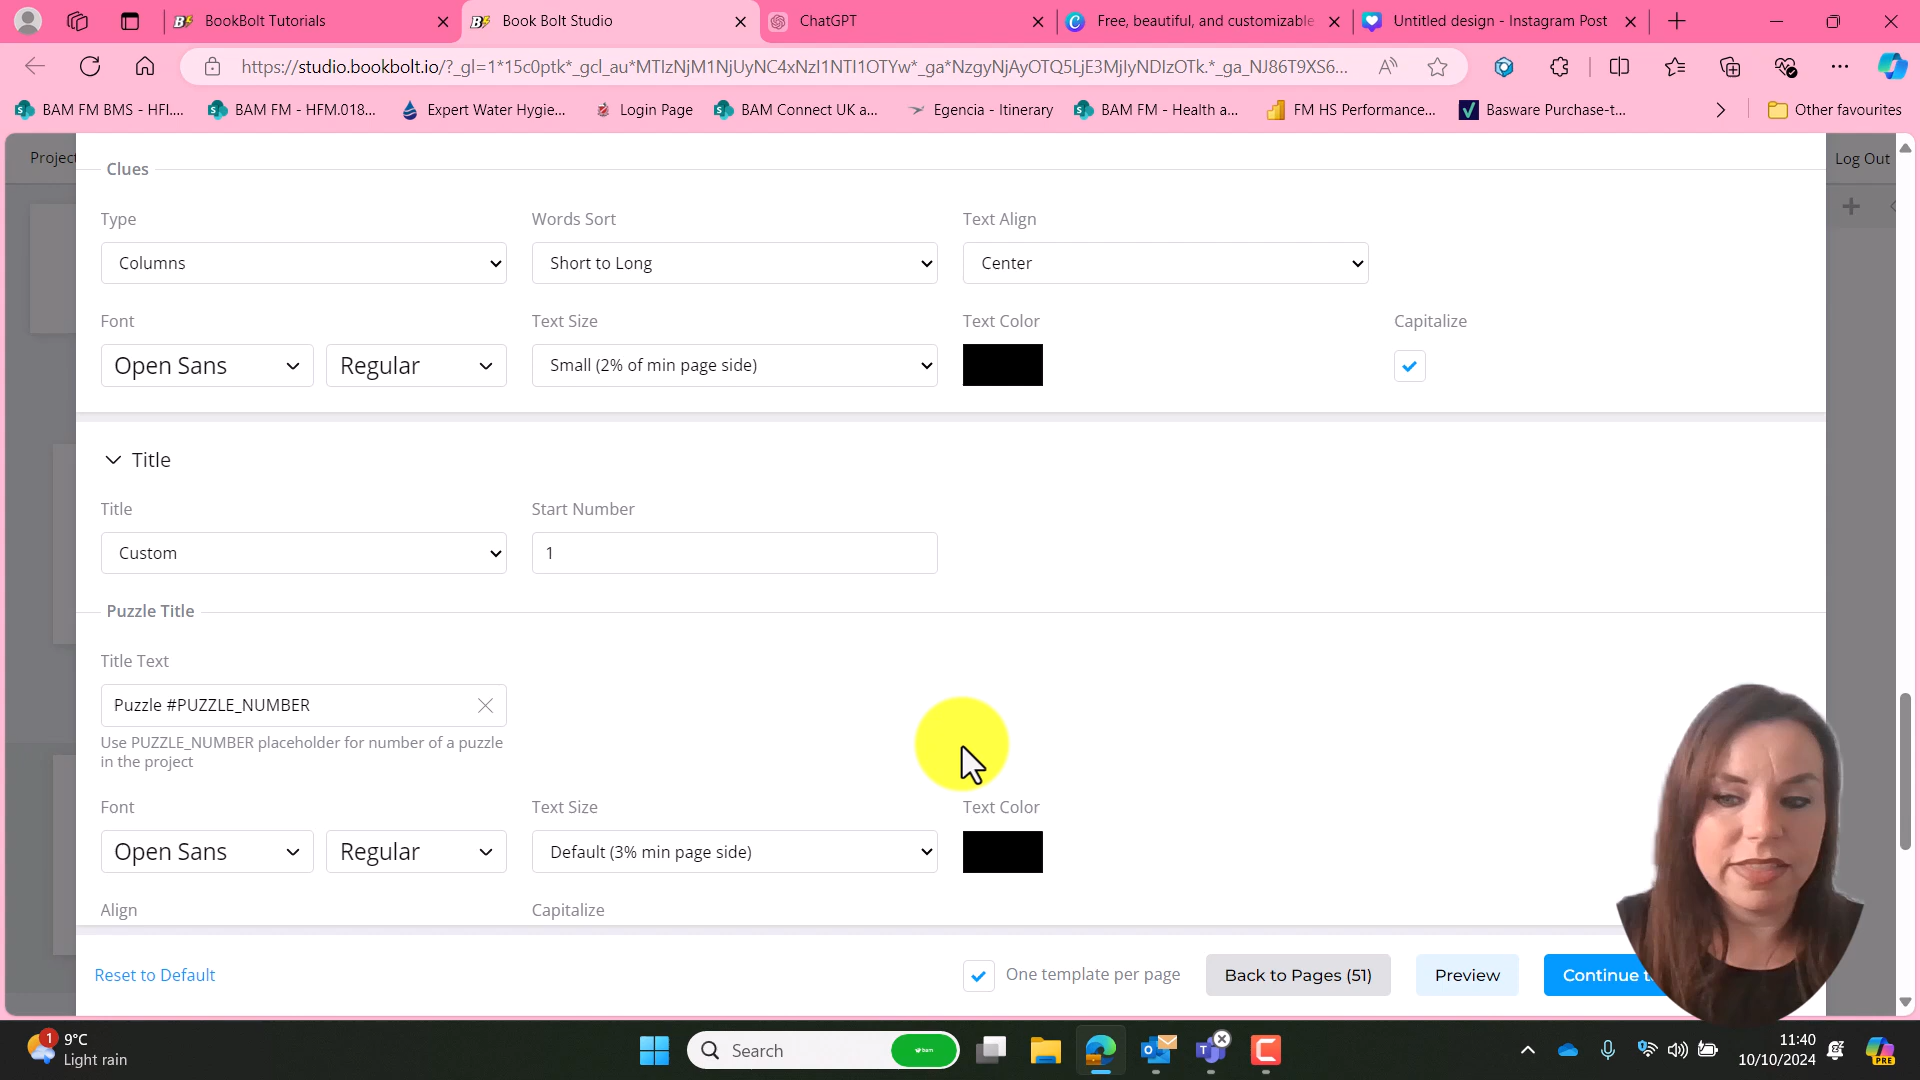 BookBolt Tutorials
Book Bolt Studio
ChatGPT
Free, beautiful, and customizable
Untitled design - Instagram Post
https://studio.bookbolt.io/?_gl=1*15c0ptk*_gcl_au*MTIzNjM1NjUyNC4xNzI1NTI1OTYw*_ga*NzgyNjAyOTQ5LjE3MjIyNDIzOTk.*_ga_NJ86T9XS6...
BAM FM BMS - HFI....
BAM FM - HFM.018...
Expert Water Hygie...
Login Page
BAM Connect UK a...
Egencia - Itinerary
BAM FM - Health a...
FM HS Performance...
Basware Purchase-t...
Other favourites
Project
Log Out
Clues
Type
Words Sort
Text Align
Columns
Short to Long
Center
Font
Text Size
Text Color
Capitalize
Open Sans
Regular
Small (2% of min page side)
Title
Title
Start Number
Custom
1
Puzzle Title
Title Text
Puzzle #PUZZLE_NUMBER
Use PUZZLE_NUMBER placeholder for number of a puzzle
in the project
Font
Text Size
Text Color
Open Sans
Regular
Default (3% min page side)
Align
Capitalize
Reset to Default
One template per page
Back to Pages (51)
Preview
Continue t
1
9°C
Light rain
Search
bam
11:40
10/10/2024
PRE